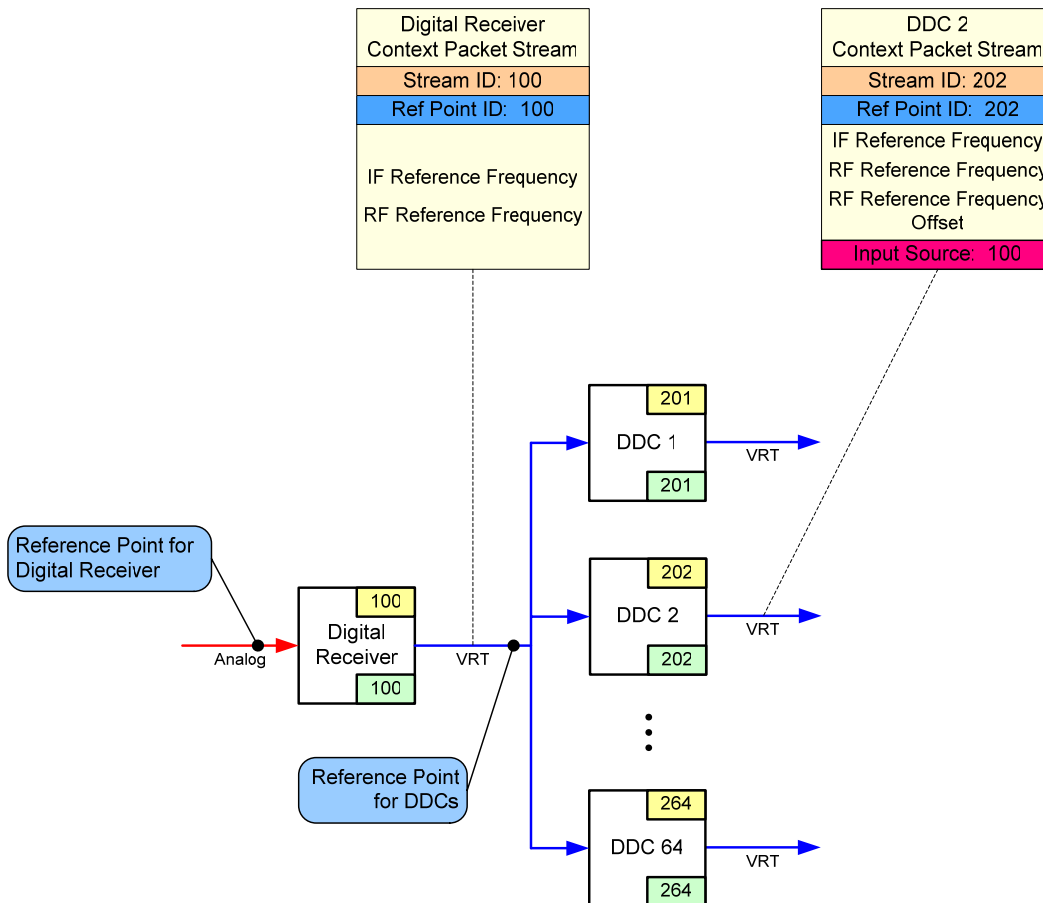 Digital Receiver
Context Packet Stream
Stream ID: 100
Ref Point ID: 100
IF Reference Frequency
RF Reference Frequency
DDC 2
Context Packet Stream
Stream ID: 202
Ref Point ID: 202
IF Reference Frequency
RF Reference Frequency
RF Reference Frequency
Offset
Input Source: 100
201
DDC 1
201
VRT
Reference Point for
Digital Receiver
Analog
100
Digital
Receiver
100
VRT
202
DDC 2
202
VRT
Reference Point
for DDCs
264
DDC 64
264
VRT